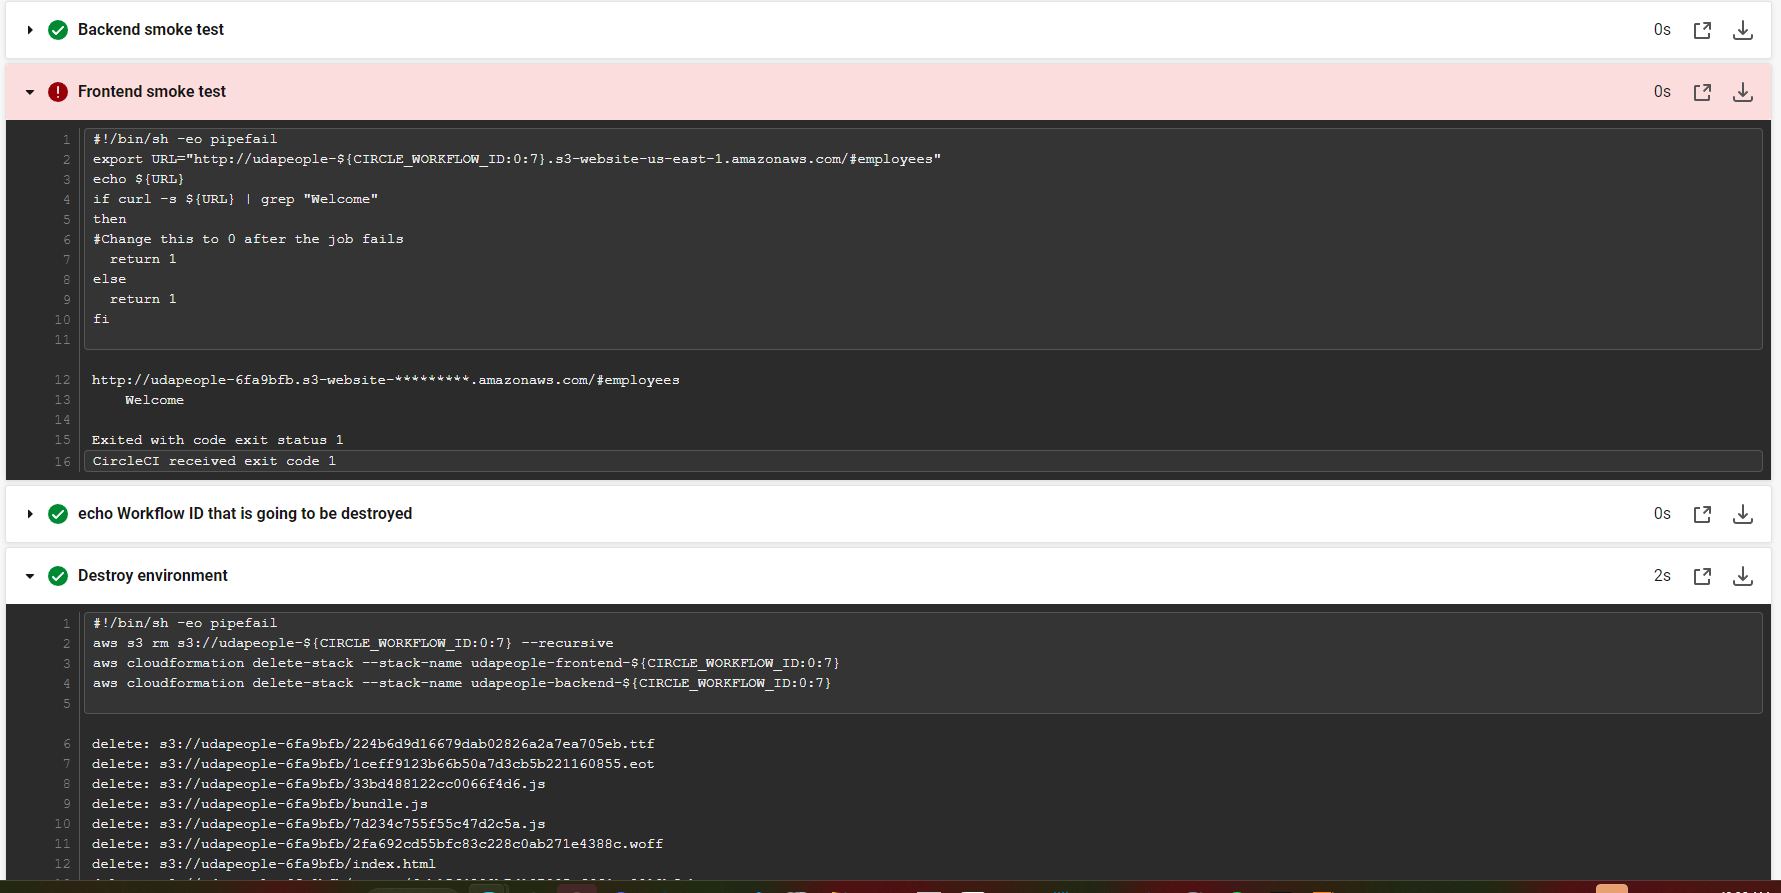 Backend smoke test 0s
Frontend smoke test 0s
1 #!/bin/sh -eo pipefail
2 export URL="http://udapeople-${CIRCLE_WORKFLOW_ID:0:7}.s3-website-us-east-1.amazonaws.com/#employees"
3 echo ${URL}
4 if curl -s ${URL} | grep "Welcome"
5 then
6 #Change this to 0 after the job fails
7 return 1
8 else
9 return 1
10 fi
11
12 http://udapeople-6fa9bfb.s3-website-*********.amazonaws.com/#employees
13 Welcome
14
15 Exited with code exit status 1
16 CircleCI received exit code 1
echo Workflow ID that is going to be destroyed 0s
Destroy environment 2s
1 #!/bin/sh -eo pipefail
2 aws s3 rm s3://udapeople-${CIRCLE_WORKFLOW_ID:0:7} --recursive
3 aws cloudformation delete-stack --stack-name udapeople-frontend-${CIRCLE_WORKFLOW_ID:0:7}
4 aws cloudformation delete-stack --stack-name udapeople-backend-${CIRCLE_WORKFLOW_ID:0:7}
5
6 delete: s3://udapeople-6fa9bfb/224b6d9d16679dab02826a2a7ea705eb.ttf
7 delete: s3://udapeople-6fa9bfb/1ceff9123b66b50a7d3cb5b221160855.eot
8 delete: s3://udapeople-6fa9bfb/33bd488122cc0066f4d6.js
9 delete: s3://udapeople-6fa9bfb/bundle.js
10 delete: s3://udapeople-6fa9bfb/7d234c755f55c47d2c5a.js
11 delete: s3://udapeople-6fa9bfb/2fa692cd55bfc83c228c0ab271e4388c.woff
12 delete: s3://udapeople-6fa9bfb/index.html